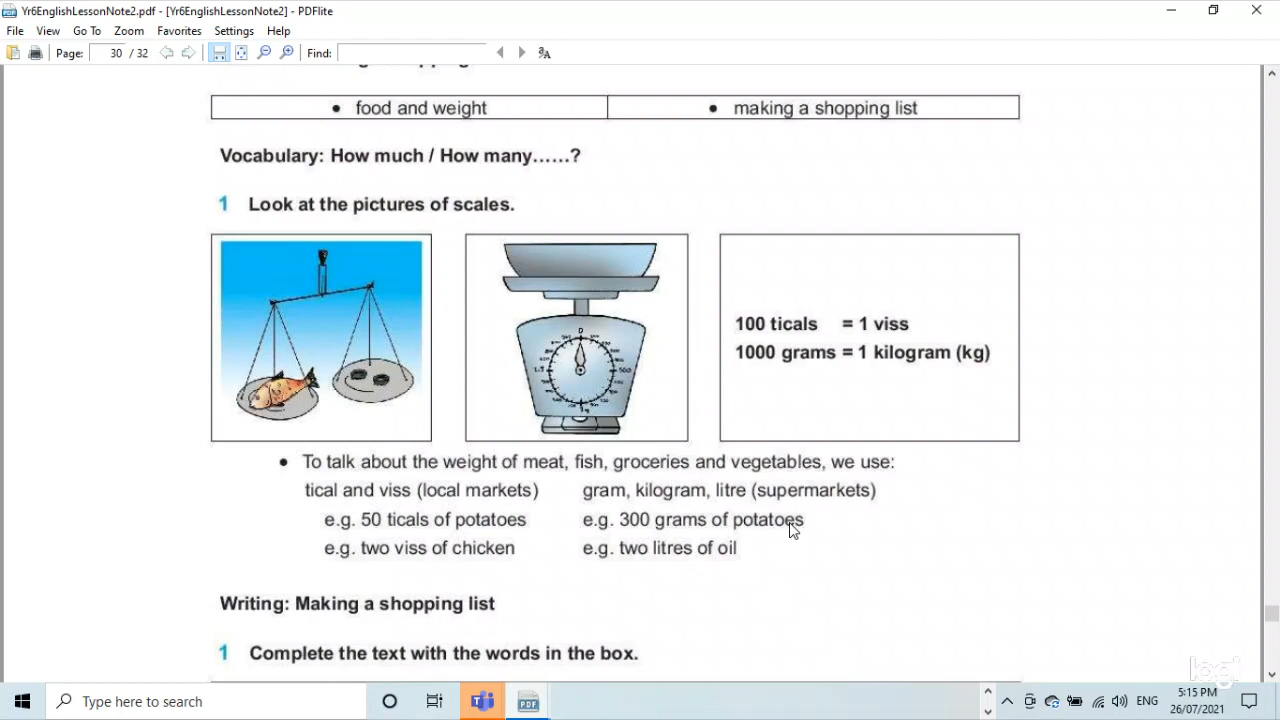 Yr6EnglishLessonNote2.pdf - [Yr6EnglishLessonNote2] - PDFlite
File View Go To Zoom Favorites Settings Help
Page: 30 / 32 Find:
• food and weight • making a shopping list
Vocabulary: How much / How many......?
1 Look at the pictures of scales.
100 ticals = 1 viss
1000 grams = 1 kilogram (kg)
• To talk about the weight of meat, fish, groceries and vegetables, we use:
tical and viss (local markets) gram, kilogram, litre (supermarkets)
e.g. 50 ticals of potatoes e.g. 300 grams of potatoes
e.g. two viss of chicken e.g. two litres of oil
Writing: Making a shopping list
1 Complete the text with the words in the box.
Type here to search
ENG
5:15 PM
26/07/2021